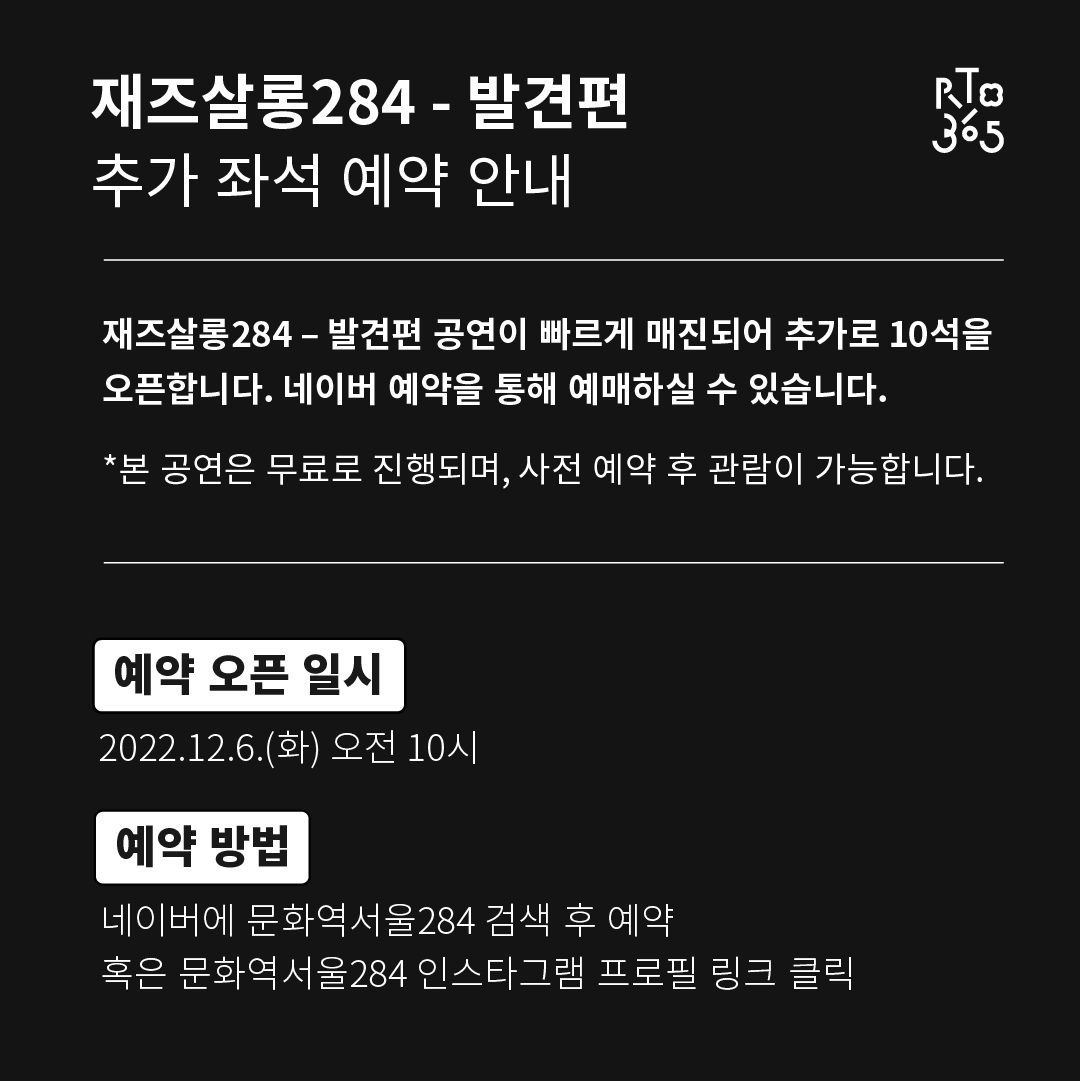 재즈살롱284 - 발견편
추가 좌석 예약 안내
RTO
365
재즈살롱284 – 발견편 공연이 빠르게 매진되어 추가로 10석을
오픈합니다. 네이버 예약을 통해 예매하실 수 있습니다.
*본 공연은 무료로 진행되며, 사전 예약 후 관람이 가능합니다.
예약 오픈 일시
2022.12.6.(화) 오전 10시
예약 방법
네이버에 문화역서울284 검색 후 예약
혹은 문화역서울284 인스타그램 프로필 링크 클릭